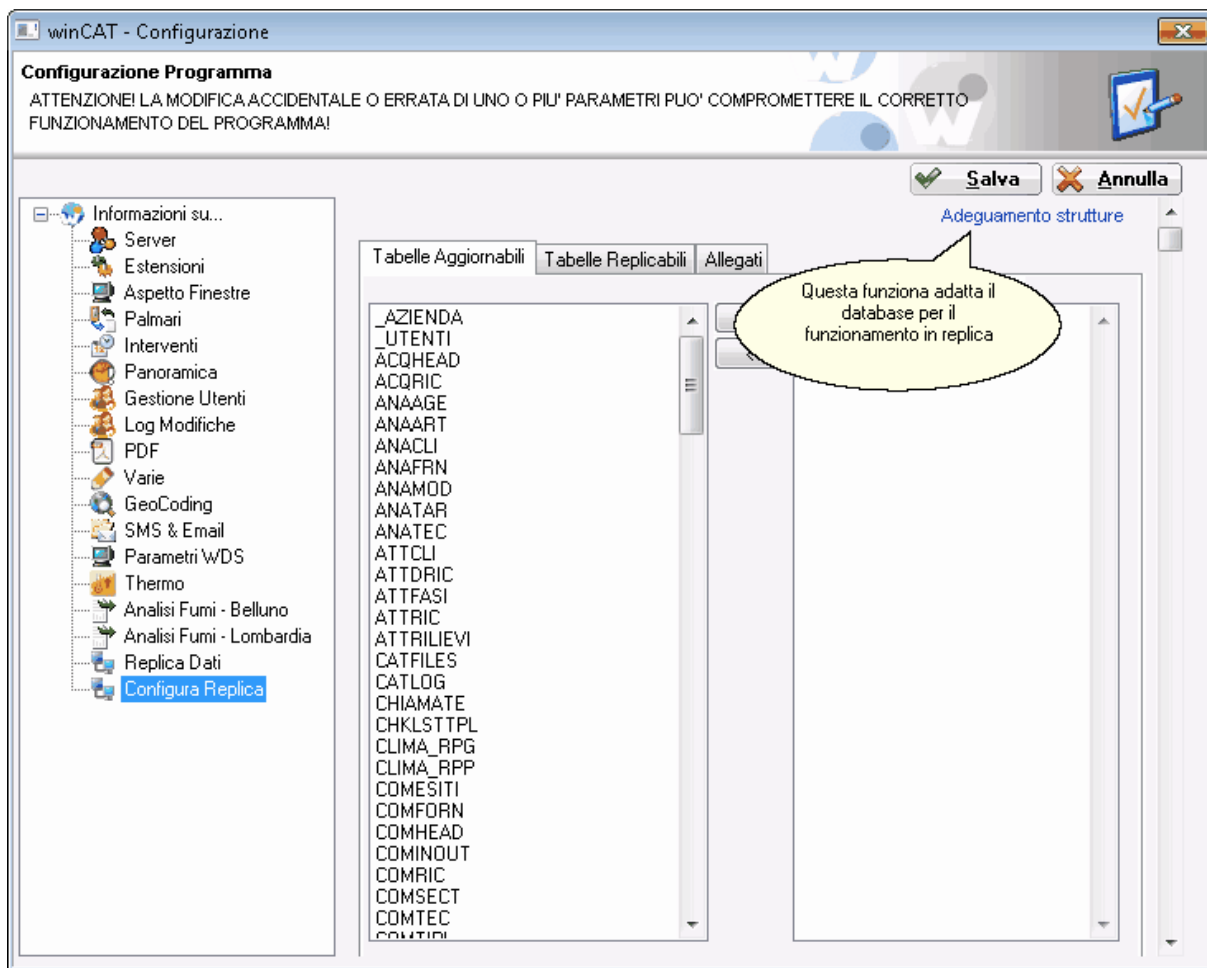 winCAT - Configurazione
Configurazione Programma
ATTENZIONE! LA MODIFICA ACCIDENTALE O ERRATA DI UNO O PIU' PARAMETRI PUO' COMPROMETTERE IL CORRETTO
FUNZIONAMENTO DEL PROGRAMMA!
Salva
Annulla
Informazioni su...
Server
Estensioni
Aspetto Finestre
Palmari
Interventi
Panoramica
Gestione Utenti
Log Modifiche
PDF
Varie
GeoCoding
SMS & Email
Parametri WDS
Thermo
Analisi Fumi - Belluno
Analisi Fumi - Lombardia
Replica Dati
Configura Replica
Adeguamento strutture
Tabelle Aggiornabili
Tabelle Replicabili
Allegati
Questa funziona adatta il
database per il
funzionamento in replica
_AZIENDA
_UTENTI
ACQHEAD
ACQRIC
ANAAGE
ANAART
ANACLI
ANAFRN
ANAMOD
ANATAR
ANATEC
ATTCLI
ATTDRIC
ATTFASI
ATTRIC
ATTRILIEVI
CATFILES
CATLOG
CHIAMATE
CHKLSTTPL
CLIMA_RPG
CLIMA_RPP
COMESITI
COMFORN
COMHEAD
COMINOUT
COMRIC
COMSECT
COMTEC